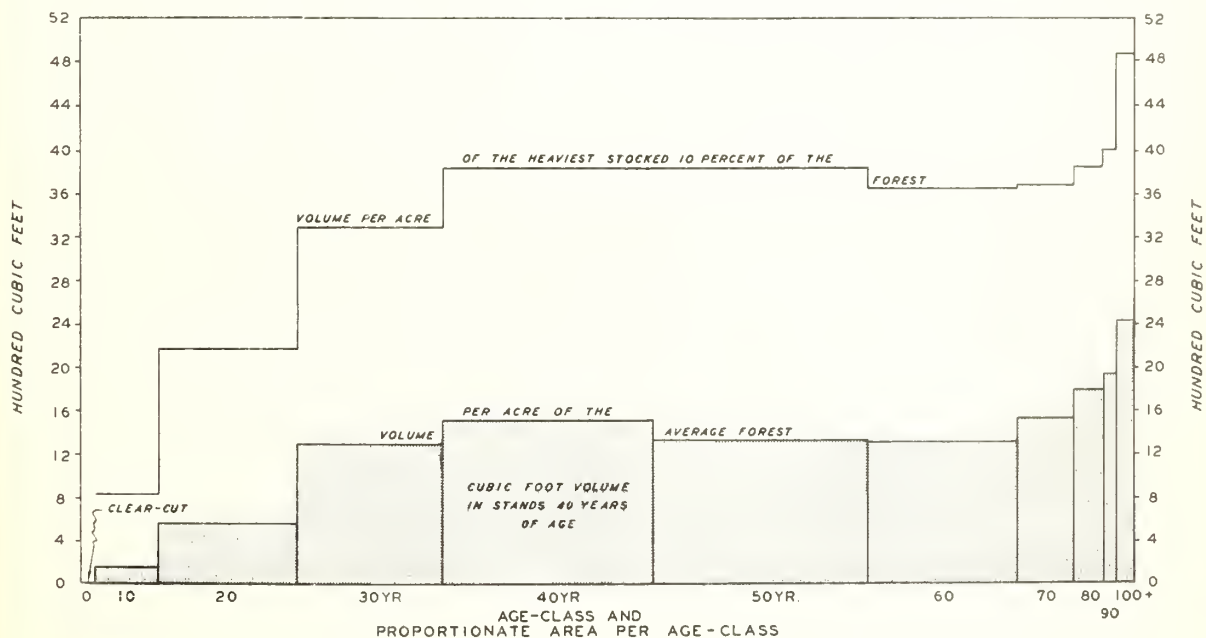 52
48
44
40
36
32
28
24
20
16
12
8
4
0
HUNDRED CUBIC FEET
OF THE HEAVIEST STOCKED 10 PERCENT OF THE
FOREST
VOLUME PER ACRE
PER ACRE OF THE
VOLUME
AVERAGE FOREST
CUBIC FOOT VOLUME
IN STANDS 40 YEARS
OF AGE
CLEAR-CUT
52
48
44
40
36
32
28
24
20
16
12
8
4
0
HUNDRED CUBIC FEET
0 10 20 30YR 40YR 50YR. 60 70 80 90 100+
AGE-CLASS AND
PROPORTIONATE AREA PER AGE-CLASS